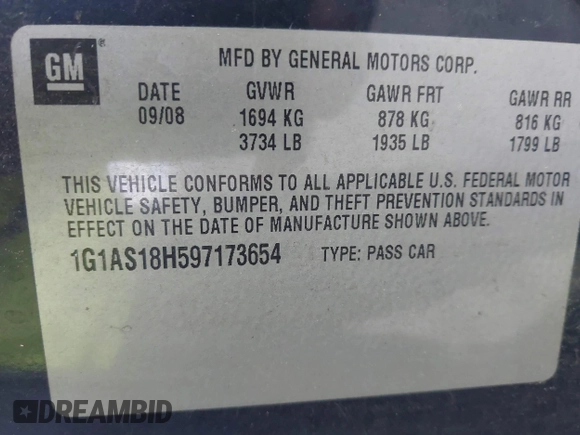 GM
MFD BY GENERAL MOTORS CORP.
DATE GVWR GAWR FRT GAWR RR
09/08 1694 KG 878 KG 816 KG
3734 LB 1935 LB 1799 LB
THIS VEHICLE CONFORMS TO ALL APPLICABLE U.S. FEDERAL MOTOR
VEHICLE SAFETY, BUMPER, AND THEFT PREVENTION STANDARDS IN
EFFECT ON THE DATE OF MANUFACTURE SHOWN ABOVE.
1G1AS18H597173654 TYPE: PASS CAR
DREAMBID